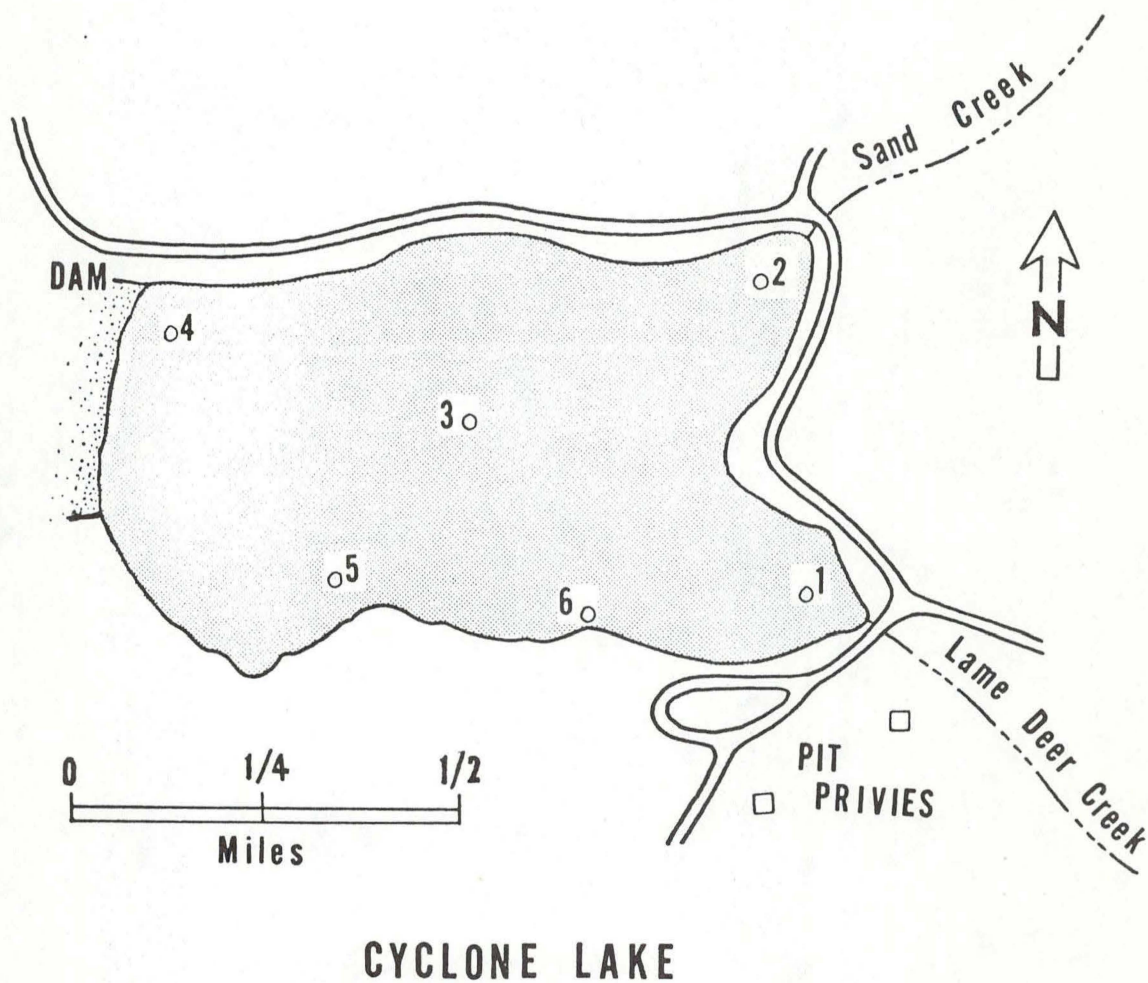 Sand Creek
DAM
2
N
4
3
5
6
1
Lame Deer Creek
0 1/4 1/2
Miles
PIT
PRIVIES
CYCLONE LAKE